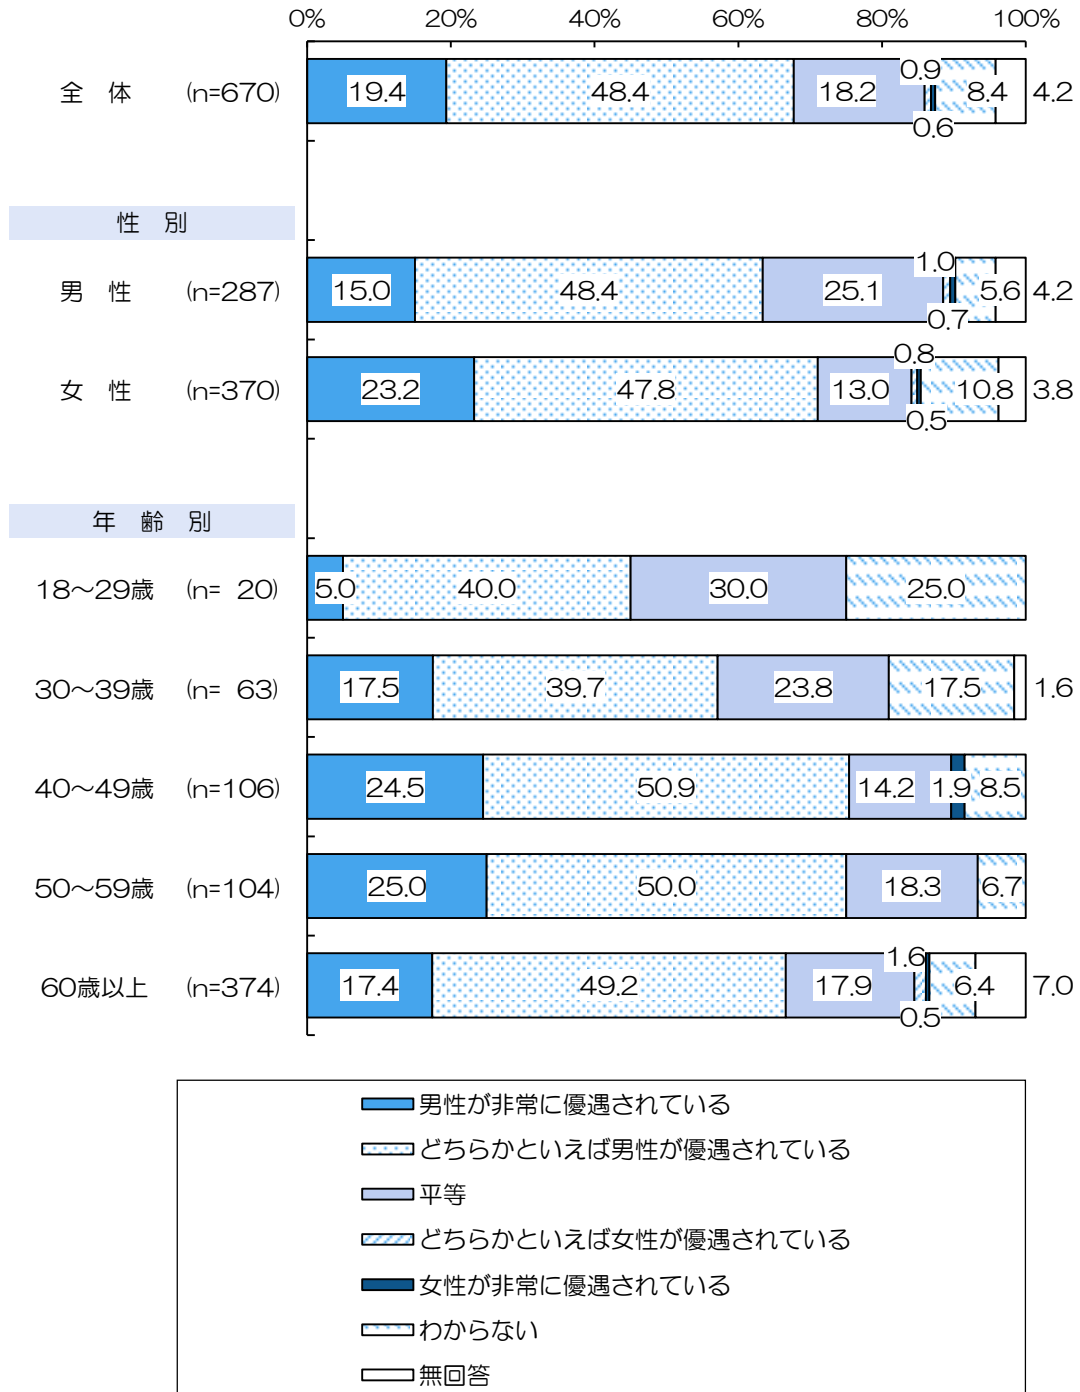 0% 20% 40% 60% 80% 100%
全 体 (n=670) 19.4 48.4 18.2 0.9 0.6 8.4 4.2
性 別
男 性 (n=287) 15.0 48.4 25.1 1.0 0.7 5.6 4.2
女 性 (n=370) 23.2 47.8 13.0 0.8 0.5 10.8 3.8
年 齢 別
18～29歳 (n= 20) 5.0 40.0 30.0 25.0
30～39歳 (n= 63) 17.5 39.7 23.8 17.5 1.6
40～49歳 (n=106) 24.5 50.9 14.2 1.9 8.5
50～59歳 (n=104) 25.0 50.0 18.3 6.7
60歳以上 (n=374) 17.4 49.2 17.9 1.6 0.5 6.4 7.0
男性が非常に優遇されている
どちらかといえば男性が優遇されている
平等
どちらかといえば女性が優遇されている
女性が非常に優遇されている
わからない
無回答